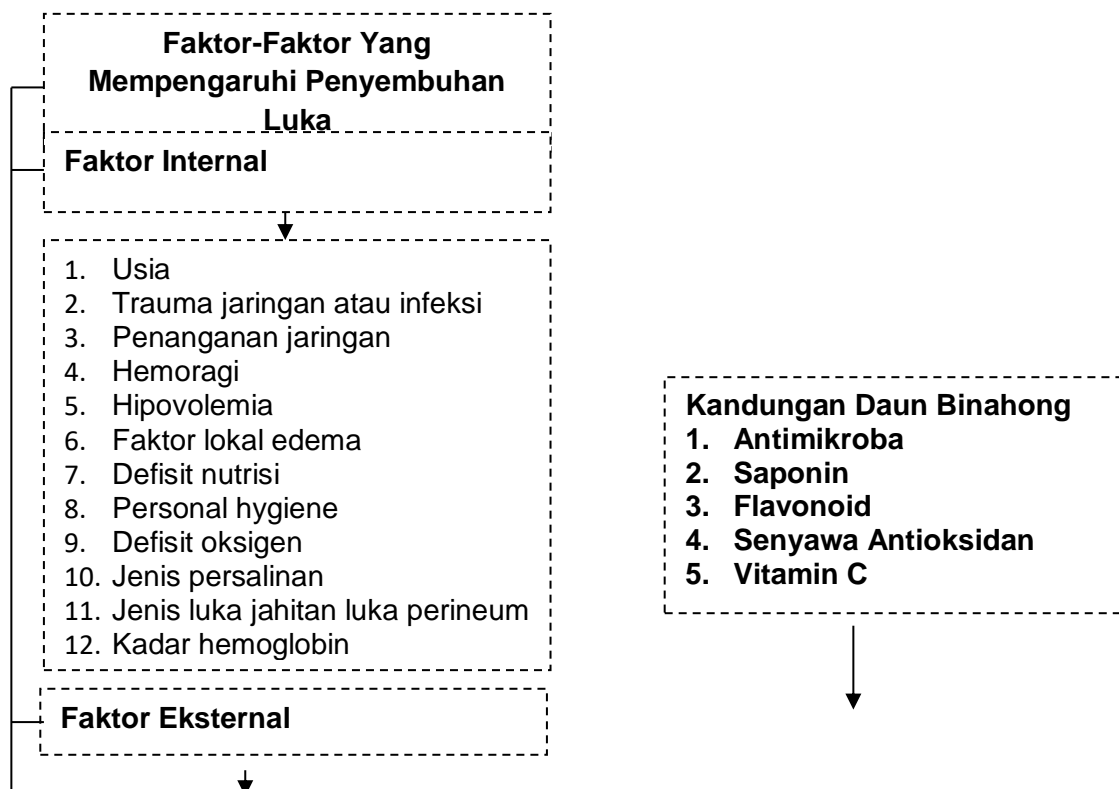 Faktor-Faktor Yang
Mempengaruhi Penyembuhan
Luka
Faktor Internal
1. Usia
2. Trauma jaringan atau infeksi
3. Penanganan jaringan
4. Hemoragi
5. Hipovolemia
6. Faktor lokal edema
7. Defisit nutrisi
8. Personal hygiene
9. Defisit oksigen
10. Jenis persalinan
11. Jenis luka jahitan luka perineum
12. Kadar hemoglobin
Faktor Eksternal
Kandungan Daun Binahong
1. Antimikroba
2. Saponin
3. Flavonoid
4. Senyawa Antioksidan
5. Vitamin C